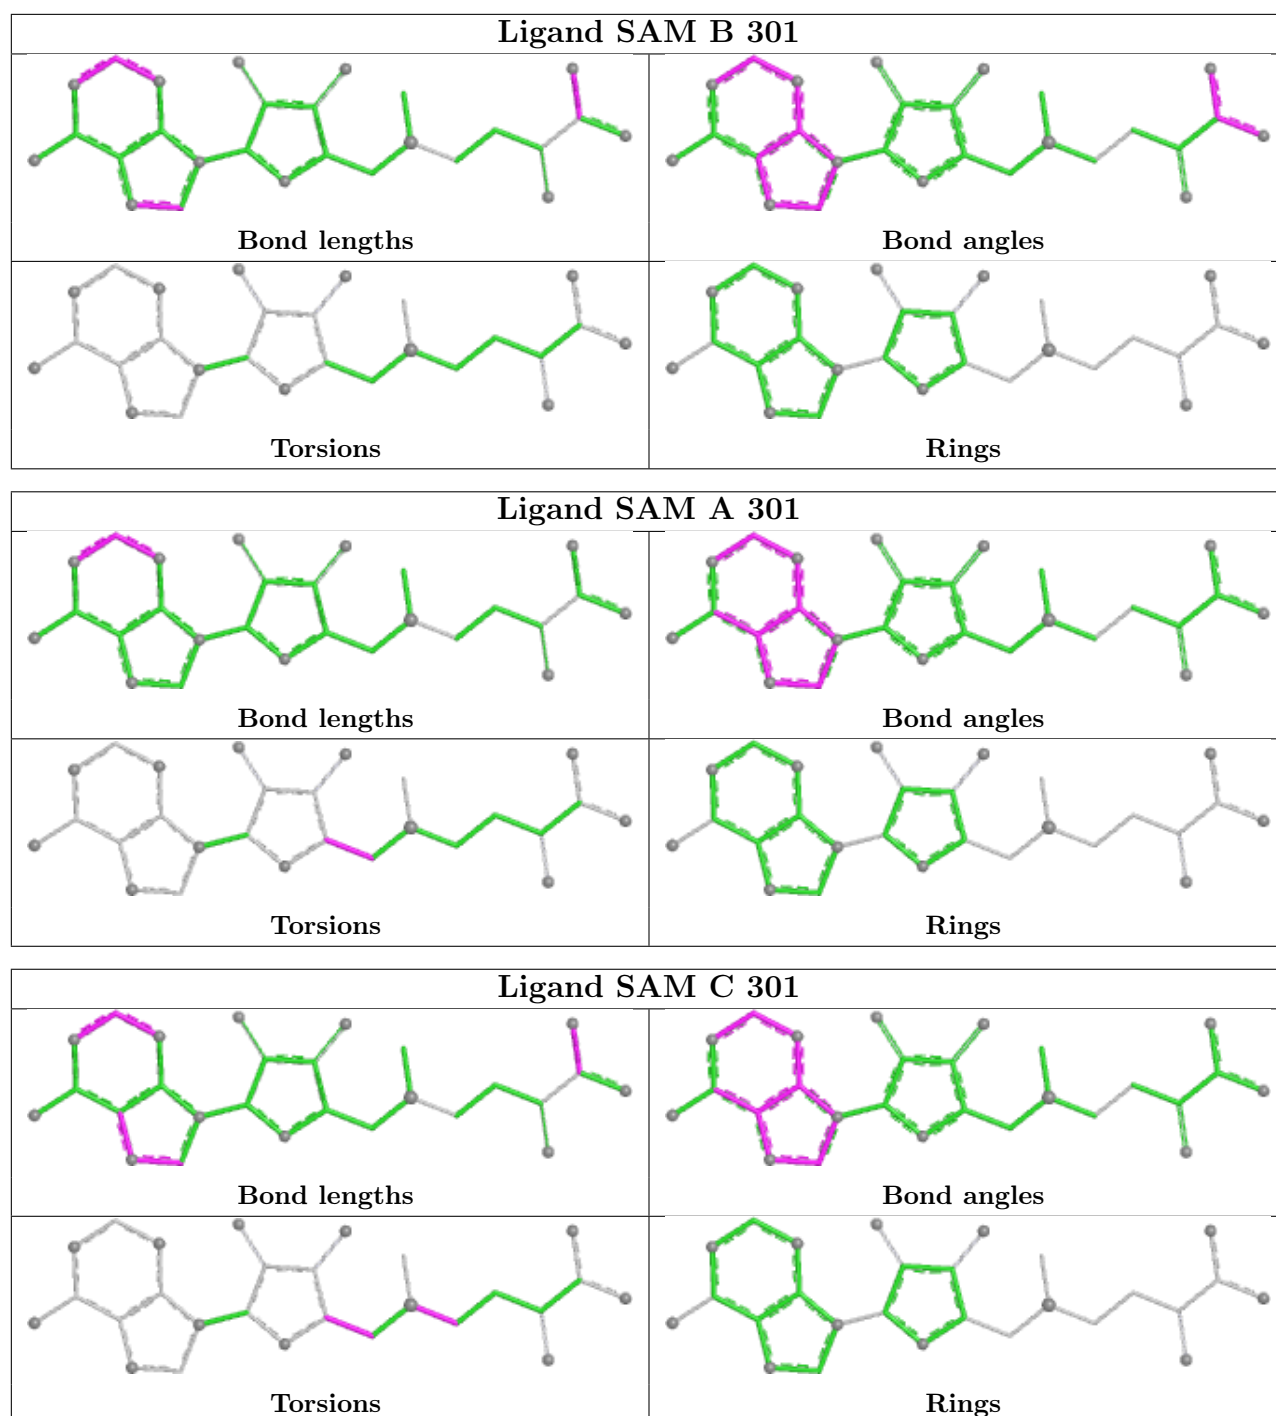 Ligand SAM B 301
Bond lengths
Bond angles
Torsions
Rings
Ligand SAM A 301
Bond lengths
Bond angles
Torsions
Rings
Ligand SAM C 301
Bond lengths
Bond angles
Torsions
Rings